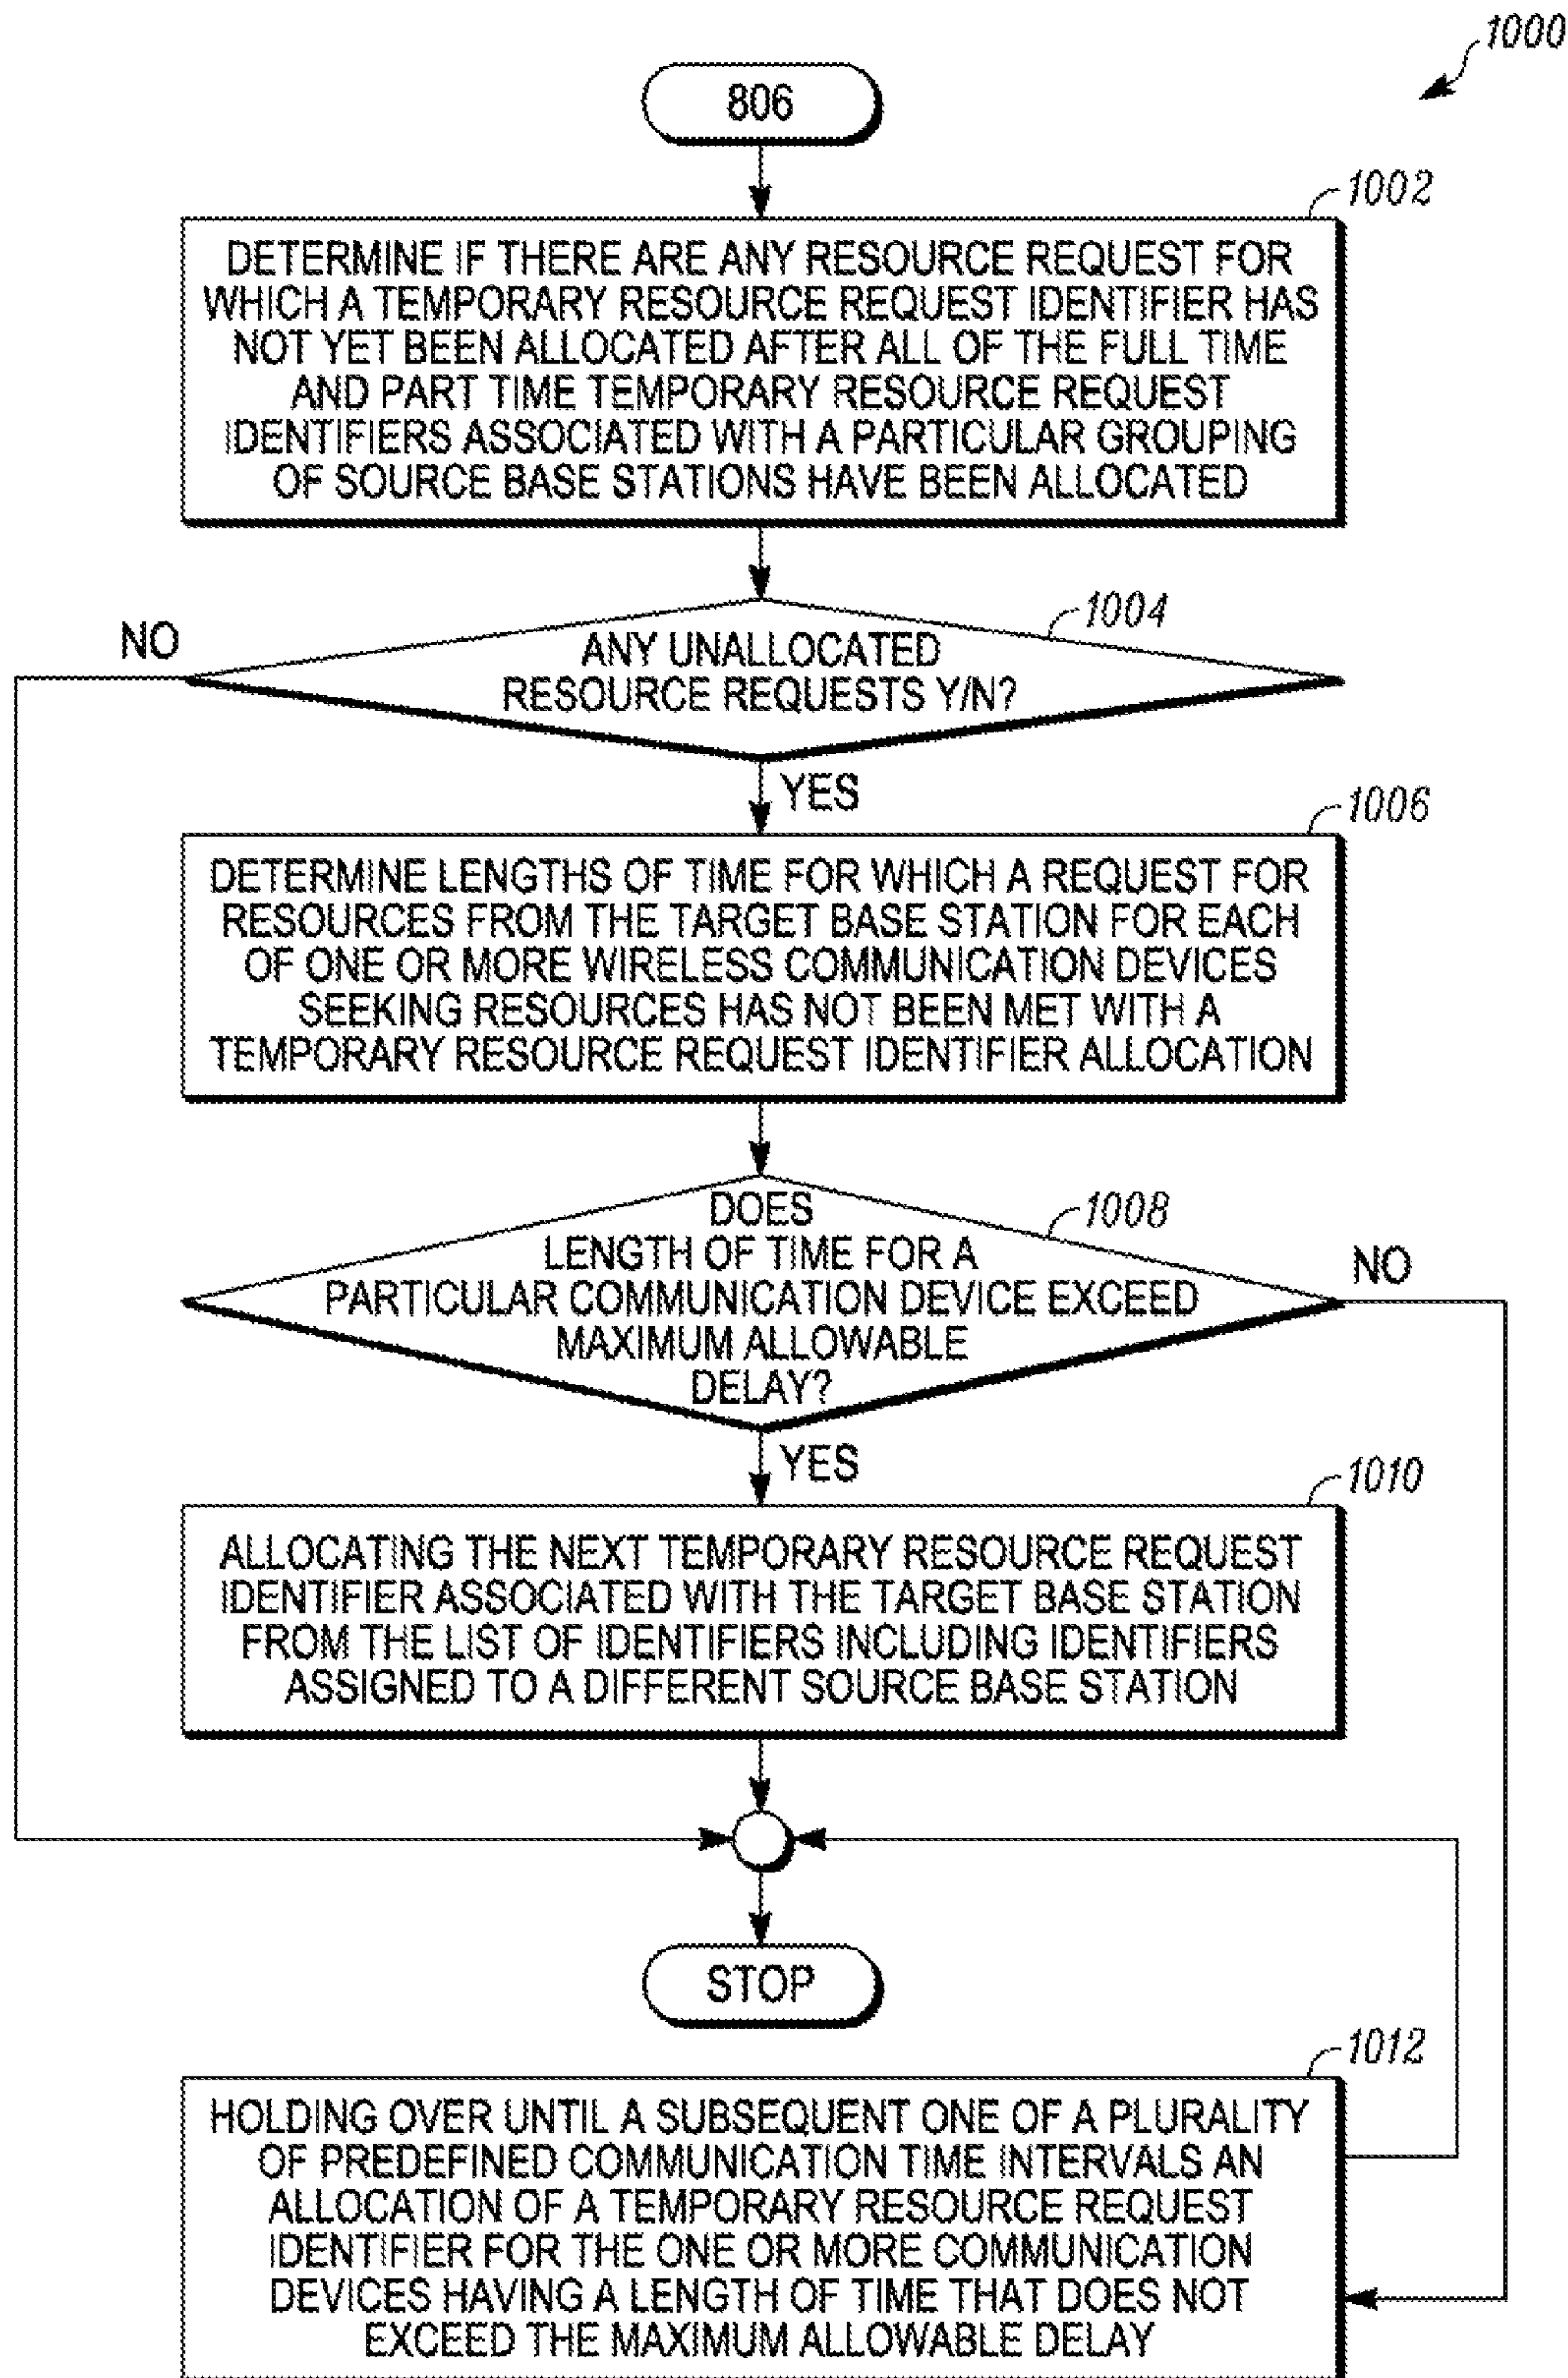 1000
806
1002
DETERMINE IF THERE ARE ANY RESOURCE REQUEST FOR
WHICH A TEMPORARY RESOURCE REQUEST IDENTIFIER HAS
NOT YET BEEN ALLOCATED AFTER ALL OF THE FULL TIME
AND PART TIME TEMPORARY RESOURCE REQUEST
IDENTIFIERS ASSOCIATED WITH A PARTICULAR GROUPING
OF SOURCE BASE STATIONS HAVE BEEN ALLOCATED
1004
NO
ANY UNALLOCATED
RESOURCE REQUESTS Y/N?
YES
1006
DETERMINE LENGTHS OF TIME FOR WHICH A REQUEST FOR
RESOURCES FROM THE TARGET BASE STATION FOR EACH
OF ONE OR MORE WIRELESS COMMUNICATION DEVICES
SEEKING RESOURCES HAS NOT BEEN MET WITH A
TEMPORARY RESOURCE REQUEST IDENTIFIER ALLOCATION
1008
DOES
LENGTH OF TIME FOR A
PARTICULAR COMMUNICATION DEVICE EXCEED
MAXIMUM ALLOWABLE
DELAY?
NO
YES
1010
ALLOCATING THE NEXT TEMPORARY RESOURCE REQUEST
IDENTIFIER ASSOCIATED WITH THE TARGET BASE STATION
FROM THE LIST OF IDENTIFIERS INCLUDING IDENTIFIERS
ASSIGNED TO A DIFFERENT SOURCE BASE STATION
STOP
1012
HOLDING OVER UNTIL A SUBSEQUENT ONE OF A PLURALITY
OF PREDEFINED COMMUNICATION TIME INTERVALS AN
ALLOCATION OF A TEMPORARY RESOURCE REQUEST
IDENTIFIER FOR THE ONE OR MORE COMMUNICATION
DEVICES HAVING A LENGTH OF TIME THAT DOES NOT
EXCEED THE MAXIMUM ALLOWABLE DELAY